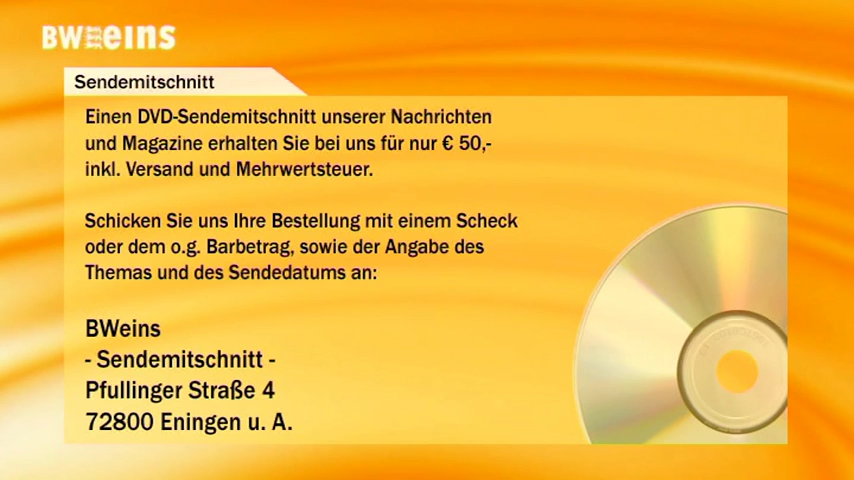 BWeins
Sendemitschnitt
Einen DVD-Sendemitschnitt unserer Nachrichten
und Magazine erhalten Sie bei uns für nur € 50,-
inkl. Versand und Mehrwertsteuer.
Schicken Sie uns Ihre Bestellung mit einem Scheck
oder dem o.g. Barbetrag, sowie der Angabe des
Themas und des Sendedatums an:
BWeins
- Sendemitschnitt -
Pfullinger Straße 4
72800 Eningen u. A.